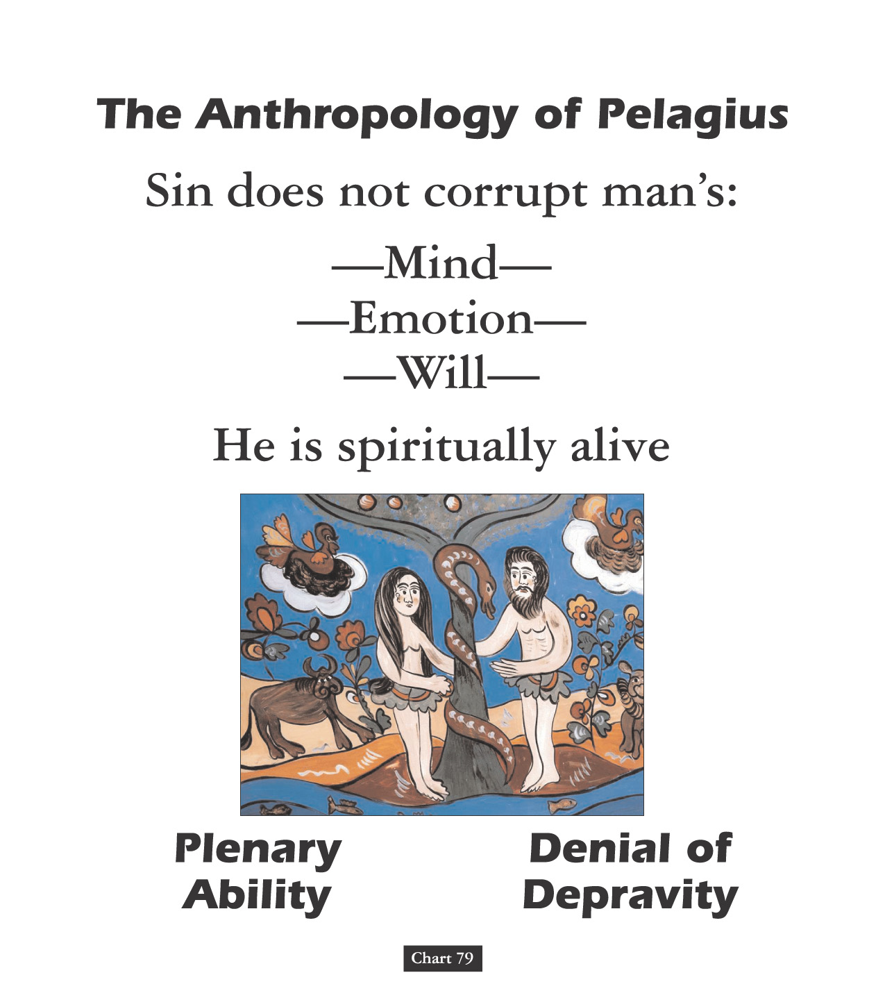 The Anthropology of Pelagius
Sin does not corrupt man’s:
—Mind—
—Emotion—
—Will—
He is spiritually alive
Plenary
Ability
Denial of
Depravity
Chart 79